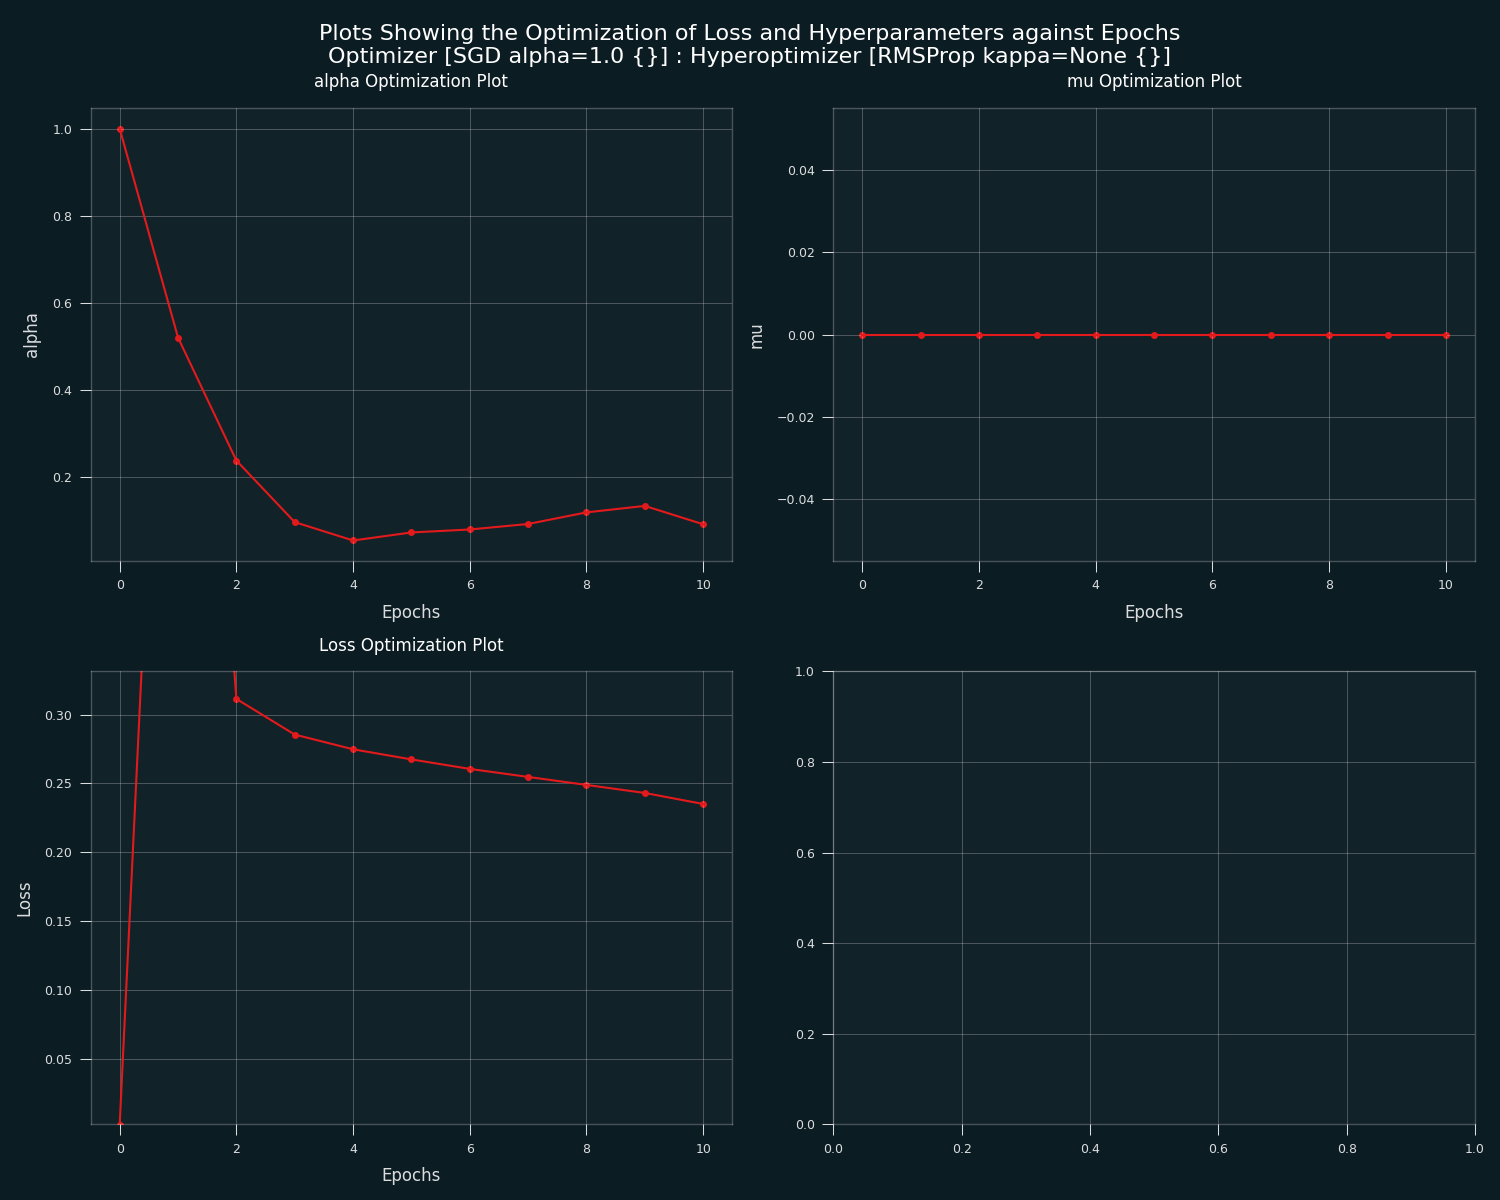 Plots Showing the Optimization of Loss and Hyperparameters against Epochs
Optimizer [SGD alpha=1.0 {}] : Hyperoptimizer [RMSProp kappa=None {}]
alpha Optimization Plot
1.0
0.8
0.6
0.4
0.2
alpha
0 2 4 6 8 10
Epochs
mu Optimization Plot
0.04
0.02
0.00
−0.02
−0.04
mu
0 2 4 6 8 10
Epochs
Loss Optimization Plot
0.30
0.25
0.20
0.15
0.10
0.05
Loss
0 2 4 6 8 10
Epochs
1.0
0.8
0.6
0.4
0.2
0.0
0.0 0.2 0.4 0.6 0.8 1.0